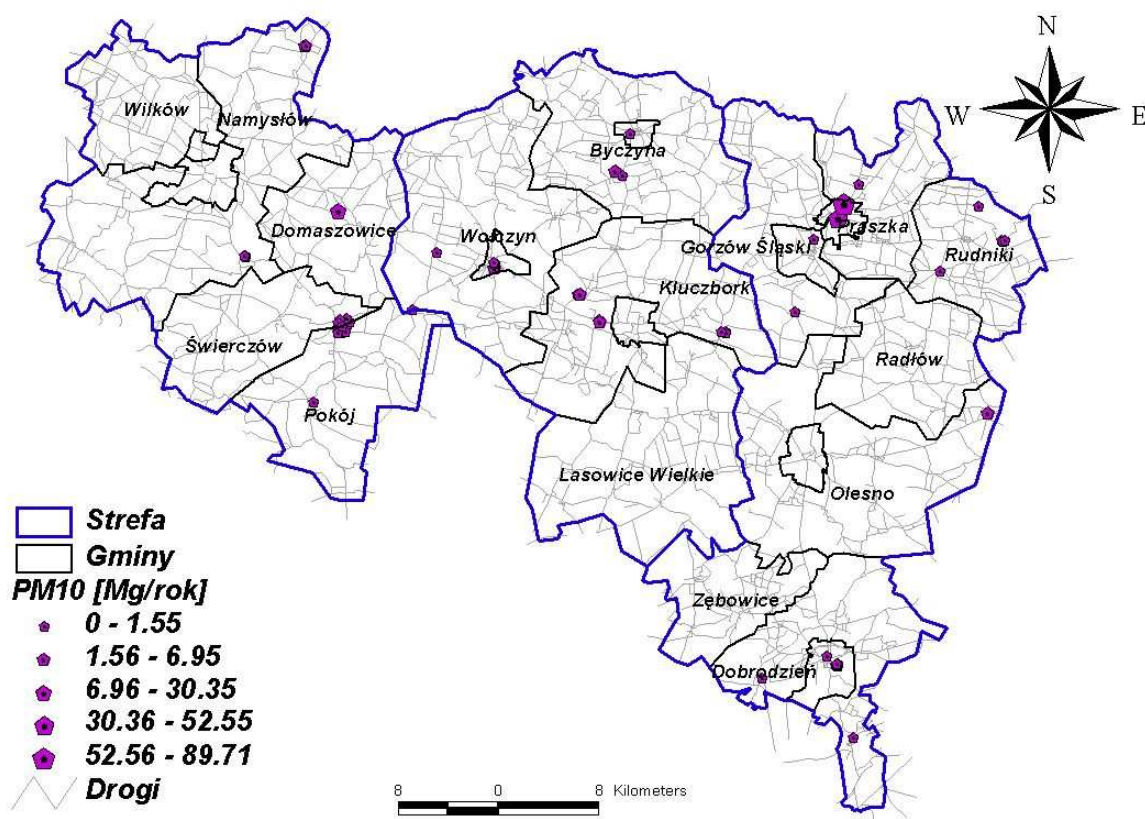 N
W E
S
Wilków
Namysłów
Byczyna
Domaszowice
Wołczyn
Gorzów Śląski
Praszka
Rudniki
Kluczbork
Świerczów
Radłów
Pokój
Lasowice Wielkie
Olesno
Zębowice
Dobrodzień
Strefa
Gminy
PM10 [Mg/rok]
0 - 1.55
1.56 - 6.95
6.96 - 30.35
30.36 - 52.55
52.56 - 89.71
Drogi
8 0 8 Kilometers